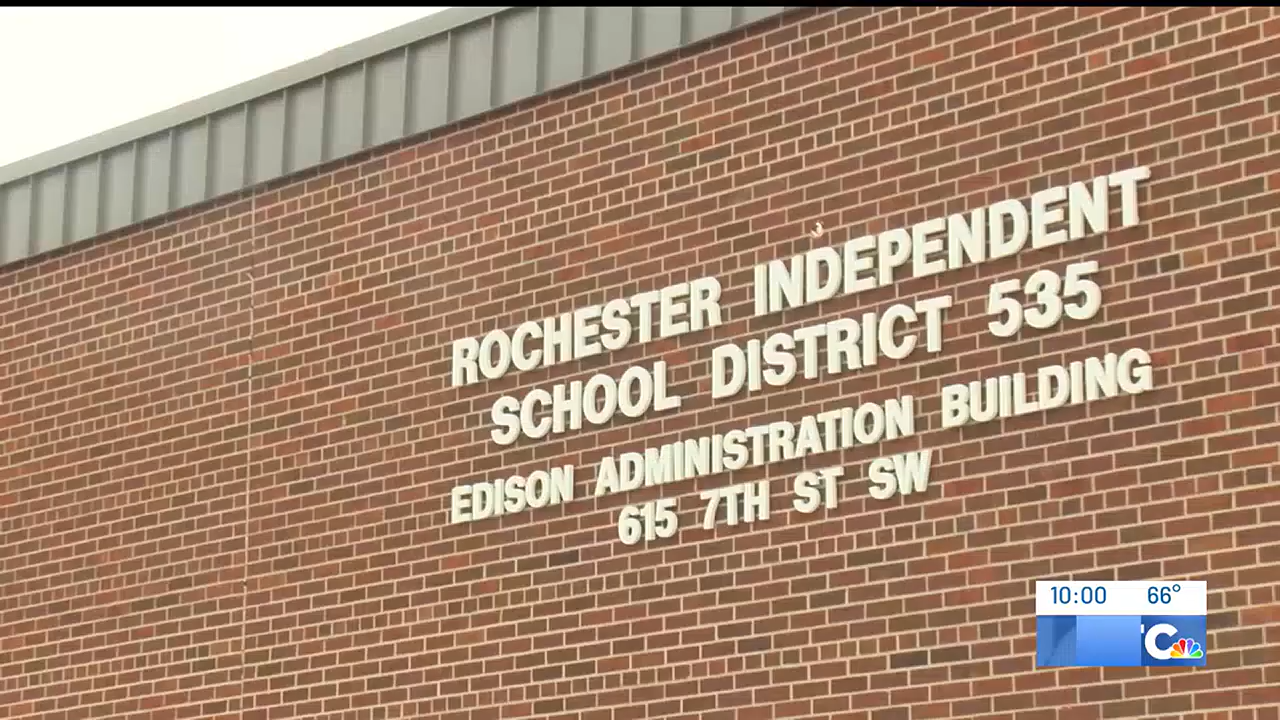 ROCHESTER INDEPENDENT
SCHOOL DISTRICT 535
EDISON ADMINISTRATION BUILDING
615 7TH ST SW
10:00 66°
C